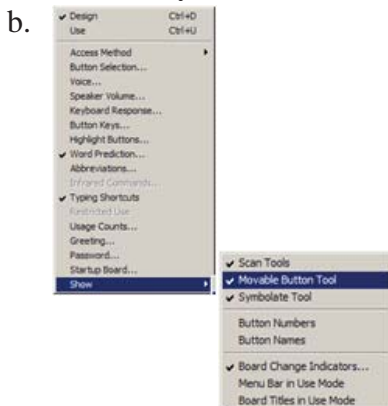 b.
✔ Design Ctrl+D
Use Ctrl+U
Access Method
Button Selection...
Voice...
Speaker Volume...
Keyboard Response...
Button Keys...
Highlight Buttons...
✔ Word Prediction...
Abbreviations...
Infrared Commands...
✔ Typing Shortcuts
Restricted Use
Usage Counts...
Greeting...
Password...
Startup Board...
Show
✔ Scan Tools
✔ Movable Button Tool
✔ Symbolate Tool
Button Numbers
Button Names
✔ Board Change Indicators...
Menu Bar in Use Mode
Board Titles in Use Mode